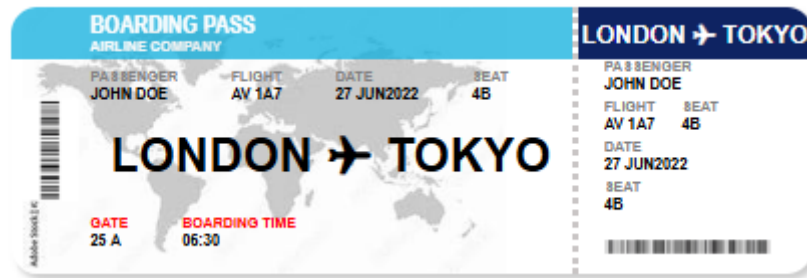 BOARDING PASS
AIRLINE COMPANY
PASSENGER FLIGHT DATE SEAT
JOHN DOE AV 1A7 27 JUN2022 4B
LONDON ✈ TOKYO
GATE BOARDING TIME
25 A 06:30
Adobe Stock | #:
LONDON ✈ TOKYO
PASSENGER
JOHN DOE
FLIGHT SEAT
AV 1A7 4B
DATE
27 JUN2022
SEAT
4B